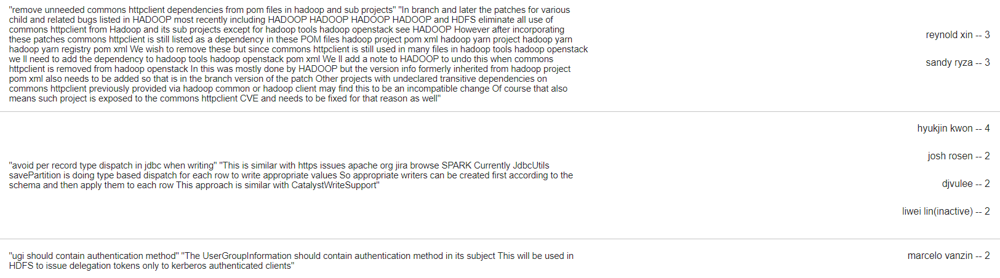 "remove unneeded commons httpclient dependencies from pom files in hadoop and sub projects" "In branch and later the patches for various
child and related bugs listed in HADOOP most recently including HADOOP HADOOP HADOOP HADOOP and HDFS eliminate all use of
commons httpclient from Hadoop and its sub projects except for hadoop tools hadoop openstack see HADOOP However after incorporating
these patches commons httpclient is still listed as a dependency in these POM files hadoop project pom xml hadoop yarn project hadoop yarn
hadoop yarn registry pom xml We wish to remove these but since commons httpclient is still used in many files in hadoop tools hadoop openstack
we ll need to add the dependency to hadoop tools hadoop openstack pom xml We ll add a note to HADOOP to undo this when commons
httpclient is removed from hadoop openstack In this was mostly done by HADOOP but the version info formerly inherited from hadoop project
pom xml also needs to be added so that is in the branch version of the patch Other projects with undeclared transitive dependencies on
commons httpclient previously provided via hadoop common or hadoop client may find this to be an incompatible change Of course that also
means such project is exposed to the commons httpclient CVE and needs to be fixed for that reason as well"
reynold xin -- 3
sandy ryza -- 3
"avoid per record type dispatch in jdbc when writing" "This is similar with https issues apache org jira browse SPARK Currently JdbcUtils
savePartition is doing type based dispatch for each row to write appropriate values So appropriate writers can be created first according to the
schema and then apply them to each row This approach is similar with CatalystWriteSupport"
hyukjin kwon -- 4
josh rosen -- 2
djvulee -- 2
liwei lin(inactive) -- 2
"ugi should contain authentication method" "The UserGroupInformation should contain authentication method in its subject This will be used in
HDFS to issue delegation tokens only to kerberos authenticated clients"
marcelo vanzin -- 2